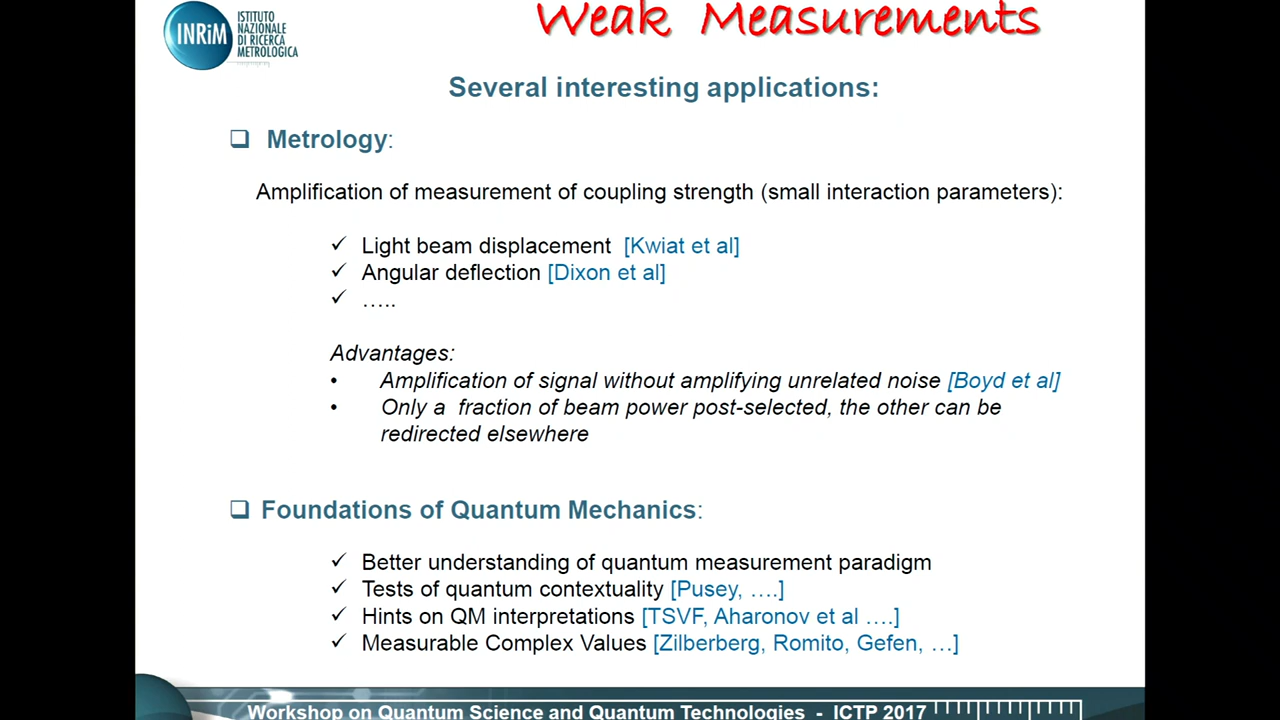 INRiM
ISTITUTO
NAZIONALE
DI RICERCA
METROLOGICA
Weak Measurements
Several interesting applications:
❑ Metrology:
Amplification of measurement of coupling strength (small interaction parameters):
✓ Light beam displacement [Kwiat et al]
✓ Angular deflection [Dixon et al]
✓ …..
Advantages:
• Amplification of signal without amplifying unrelated noise [Boyd et al]
• Only a fraction of beam power post-selected, the other can be
redirected elsewhere
❑ Foundations of Quantum Mechanics:
✓ Better understanding of quantum measurement paradigm
✓ Tests of quantum contextuality [Pusey, ….]
✓ Hints on QM interpretations [TSVF, Aharonov et al ….]
✓ Measurable Complex Values [Zilberberg, Romito, Gefen, …]
Workshop on Quantum Science and Quantum Technologies - ICTP 2017